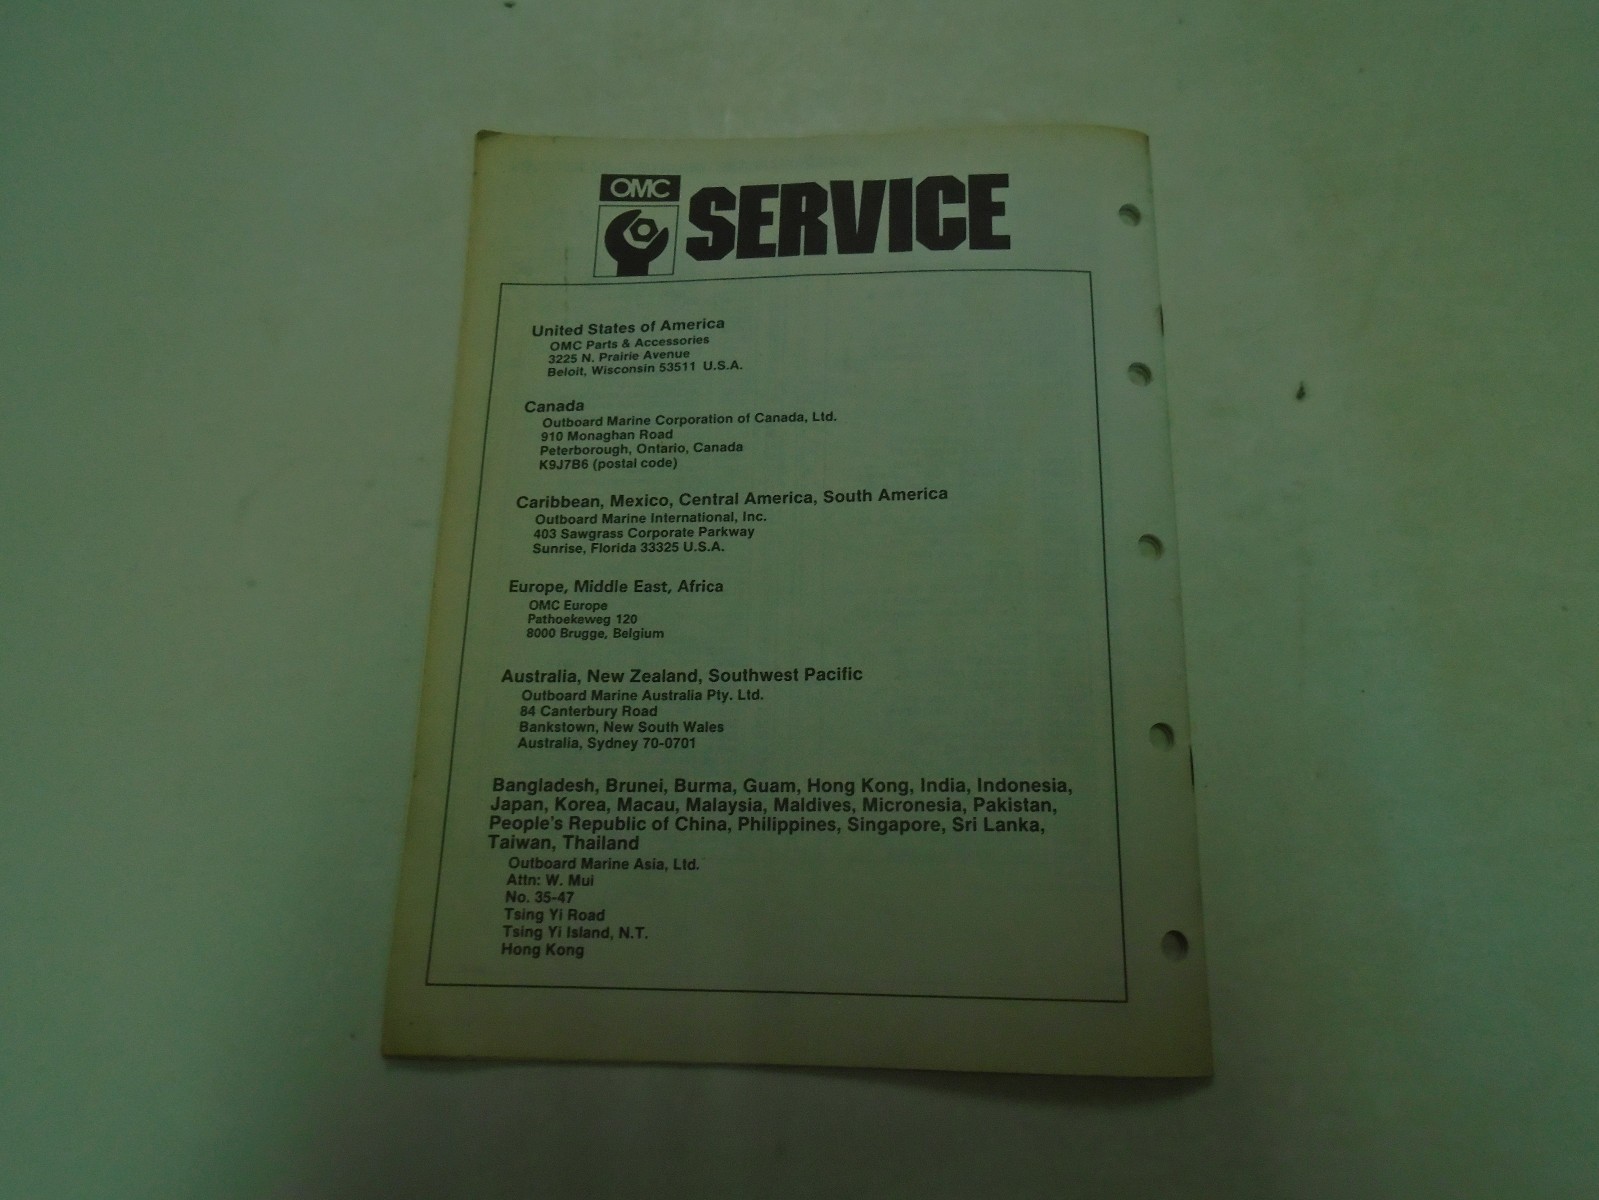 OMC
SERVICE
United States of America
OMC Parts & Accessories
3225 N. Prairie Avenue
Beloit, Wisconsin 53511 U.S.A.
Canada
Outboard Marine Corporation of Canada, Ltd.
910 Monaghan Road
Peterborough, Ontario, Canada
K9J7B6 (postal code)
Caribbean, Mexico, Central America, South America
Outboard Marine International, Inc.
403 Sawgrass Corporate Parkway
Sunrise, Florida 33325 U.S.A.
Europe, Middle East, Africa
OMC Europe
Pathoekeweg 120
8000 Brugge, Belgium
Australia, New Zealand, Southwest Pacific
Outboard Marine Australia Pty. Ltd.
84 Canterbury Road
Bankstown, New South Wales
Australia, Sydney 70-0701
Bangladesh, Brunei, Burma, Guam, Hong Kong, India, Indonesia,
Japan, Korea, Macau, Malaysia, Maldives, Micronesia, Pakistan,
People's Republic of China, Philippines, Singapore, Sri Lanka,
Taiwan, Thailand
Outboard Marine Asia, Ltd.
Attn: W. Mui
No. 35-47
Tsing Yi Road
Tsing Yi Island, N.T.
Hong Kong